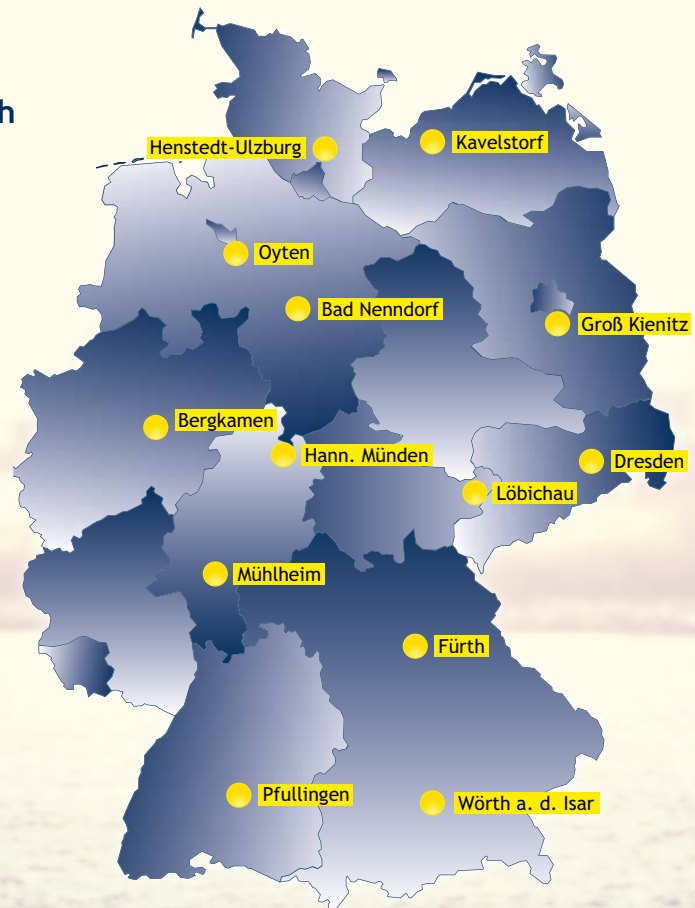 h
Henstedt-Ulzburg
Kavelstorf
Oyten
Bad Nenndorf
Groß Kienitz
Bergkamen
Hann. Münden
Dresden
Löbichau
Mühlheim
Fürth
Pfullingen
Wörth a. d. Isar